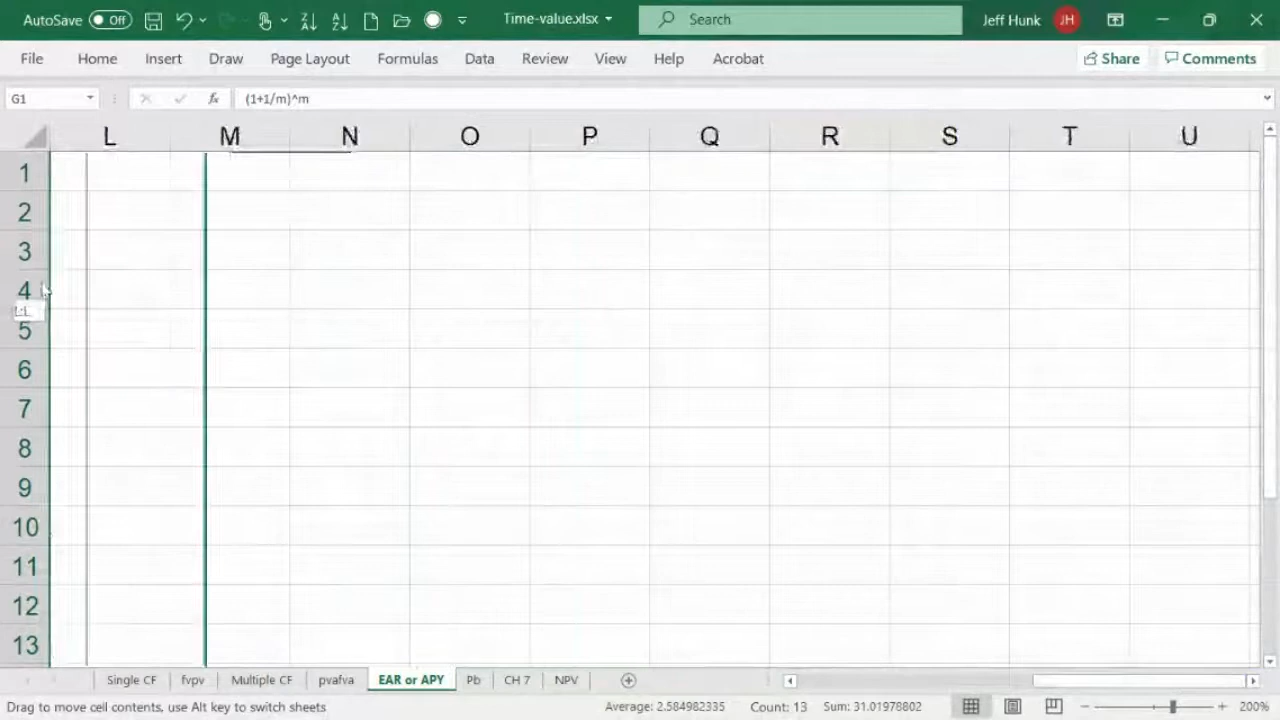 AutoSave Off Time-value.xlsx Search Jeff Hunk JH
File Home Insert Draw Page Layout Formulas Data Review View Help Acrobat Share Comments
G1 fx (1+1/m)^m
L M N O P Q R S T U
1
2
3
4
5
6
7
8
9
10
11
12
13
Single CF fvpv Multiple CF pvafva EAR or APY Pb CH 7 NPV
Drag to move cell contents, use Alt key to switch sheets Average: 2.584982335 Count: 13 Sum: 31.01978802 200%